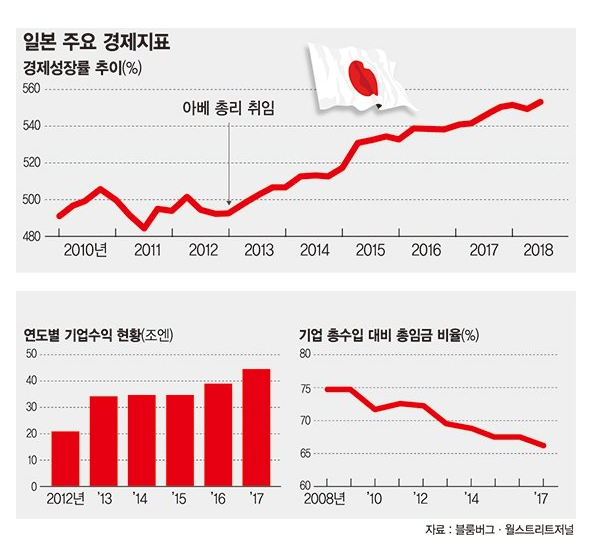 일본 주요 경제지표
경제성장률 추이(%)
560
540
520
500
480
아베 총리 취임
2010년 2011 2012 2013 2014 2015 2016 2017 2018
연도별 기업수익 현황(조엔)
50
40
30
20
10
0
2012년 '13 '14 '15 '16 '17
기업 총수입 대비 총임금 비율(%)
80
75
70
65
60
2008년 '10 '12 '14 '17
자료 : 블룸버그 · 월스트리트저널